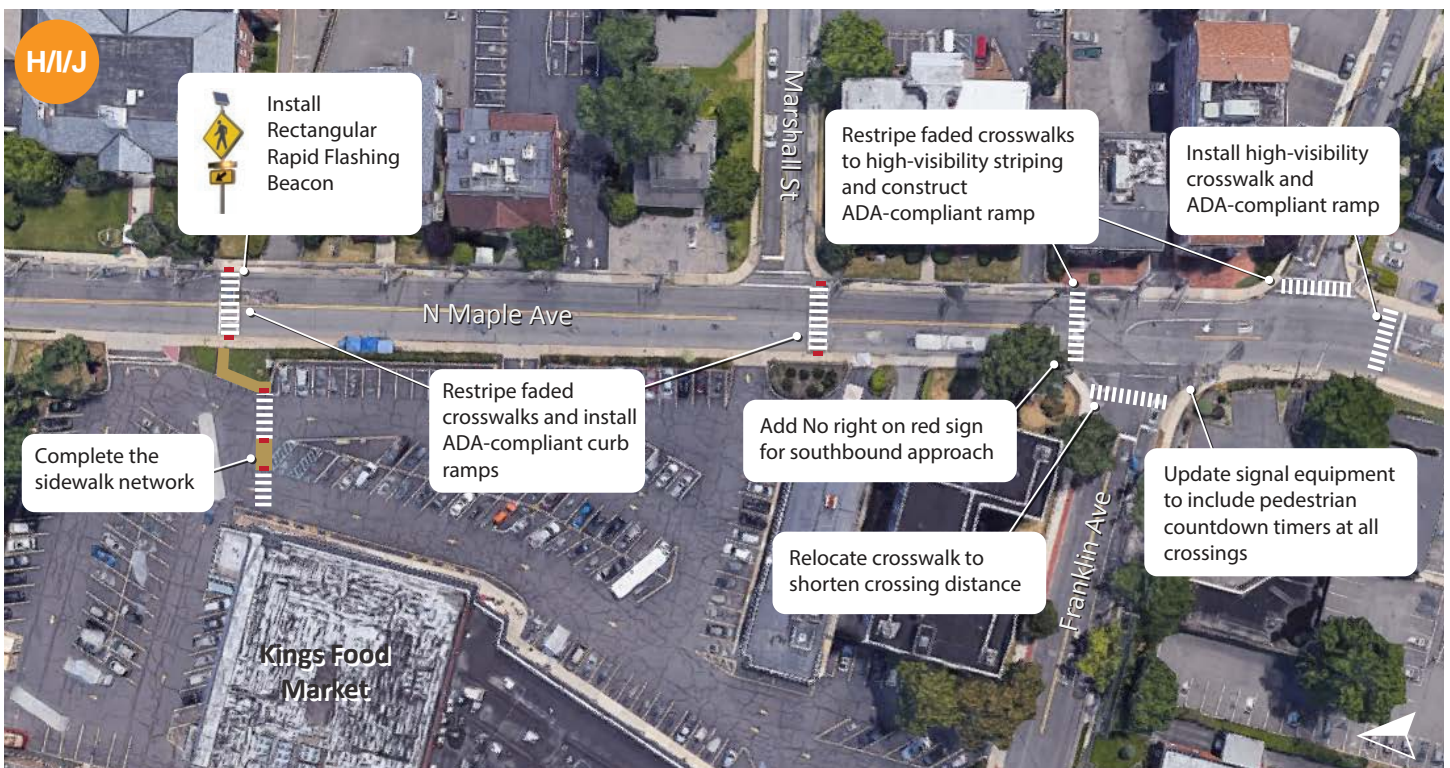 H/I/J
Install
Rectangular
Rapid Flashing
Beacon
Marshall St
Restripe faded crosswalks
to high-visibility striping
and construct
ADA-compliant ramp
Install high-visibility
crosswalk and
ADA-compliant ramp
N Maple Ave
Restripe faded
crosswalks and install
ADA-compliant curb
ramps
Complete the
sidewalk network
Add No right on red sign
for southbound approach
Update signal equipment
to include pedestrian
countdown timers at all
crossings
Relocate crosswalk to
shorten crossing distance
Franklin Ave
Kings Food
Market